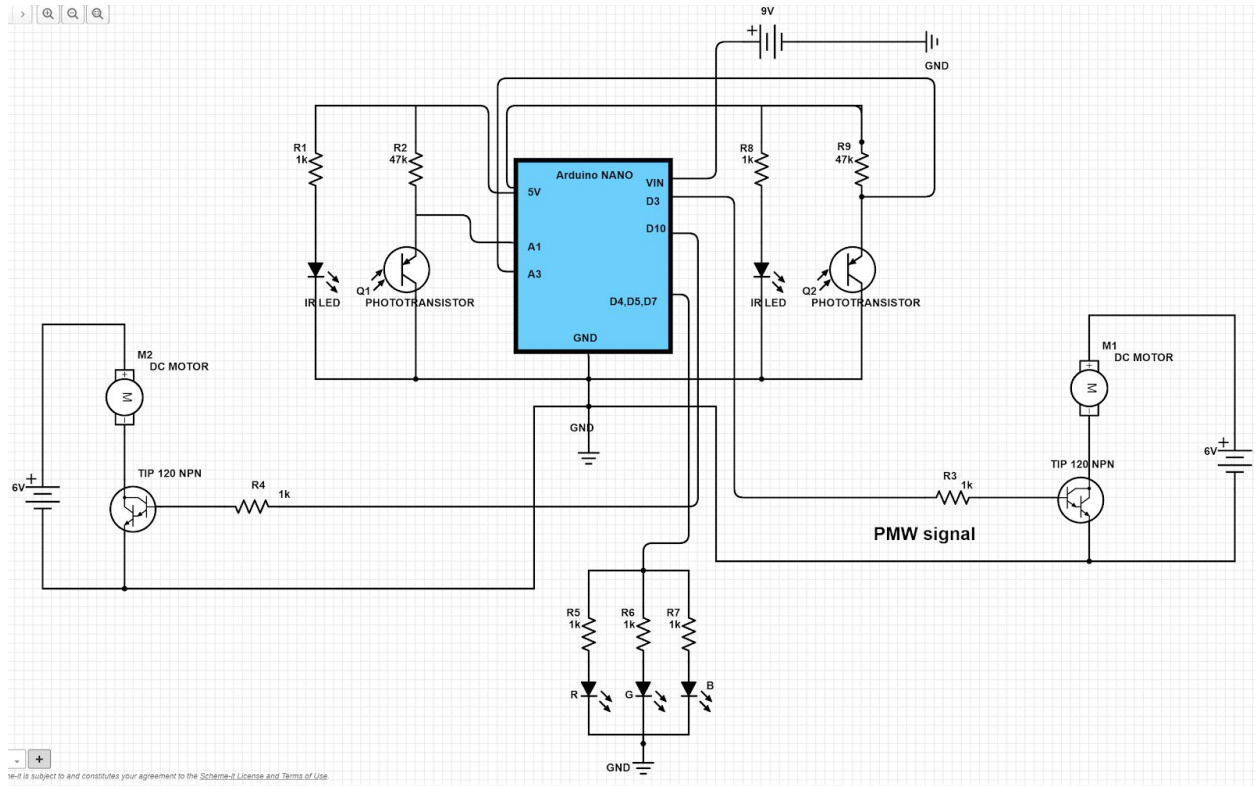 9V
+
GND
R1
1k
R2
47k
R8
1k
R9
47k
Arduino NANO
VIN
5V
D3
D10
A1
A3
D4,D5,D7
GND
IR LED
Q1
PHOTOTRANSISTOR
IR LED
Q2
PHOTOTRANSISTOR
M2
DC MOTOR
+
M
-
M1
DC MOTOR
+
M
-
GND
6V
+
TIP 120 NPN
R4
1k
6V
+
TIP 120 NPN
R3
1k
PMW signal
R5
1k
R6
1k
R7
1k
R
G
B
GND
+
me-It is subject to and constitutes your agreement to the Scheme-It License and Terms of Use.